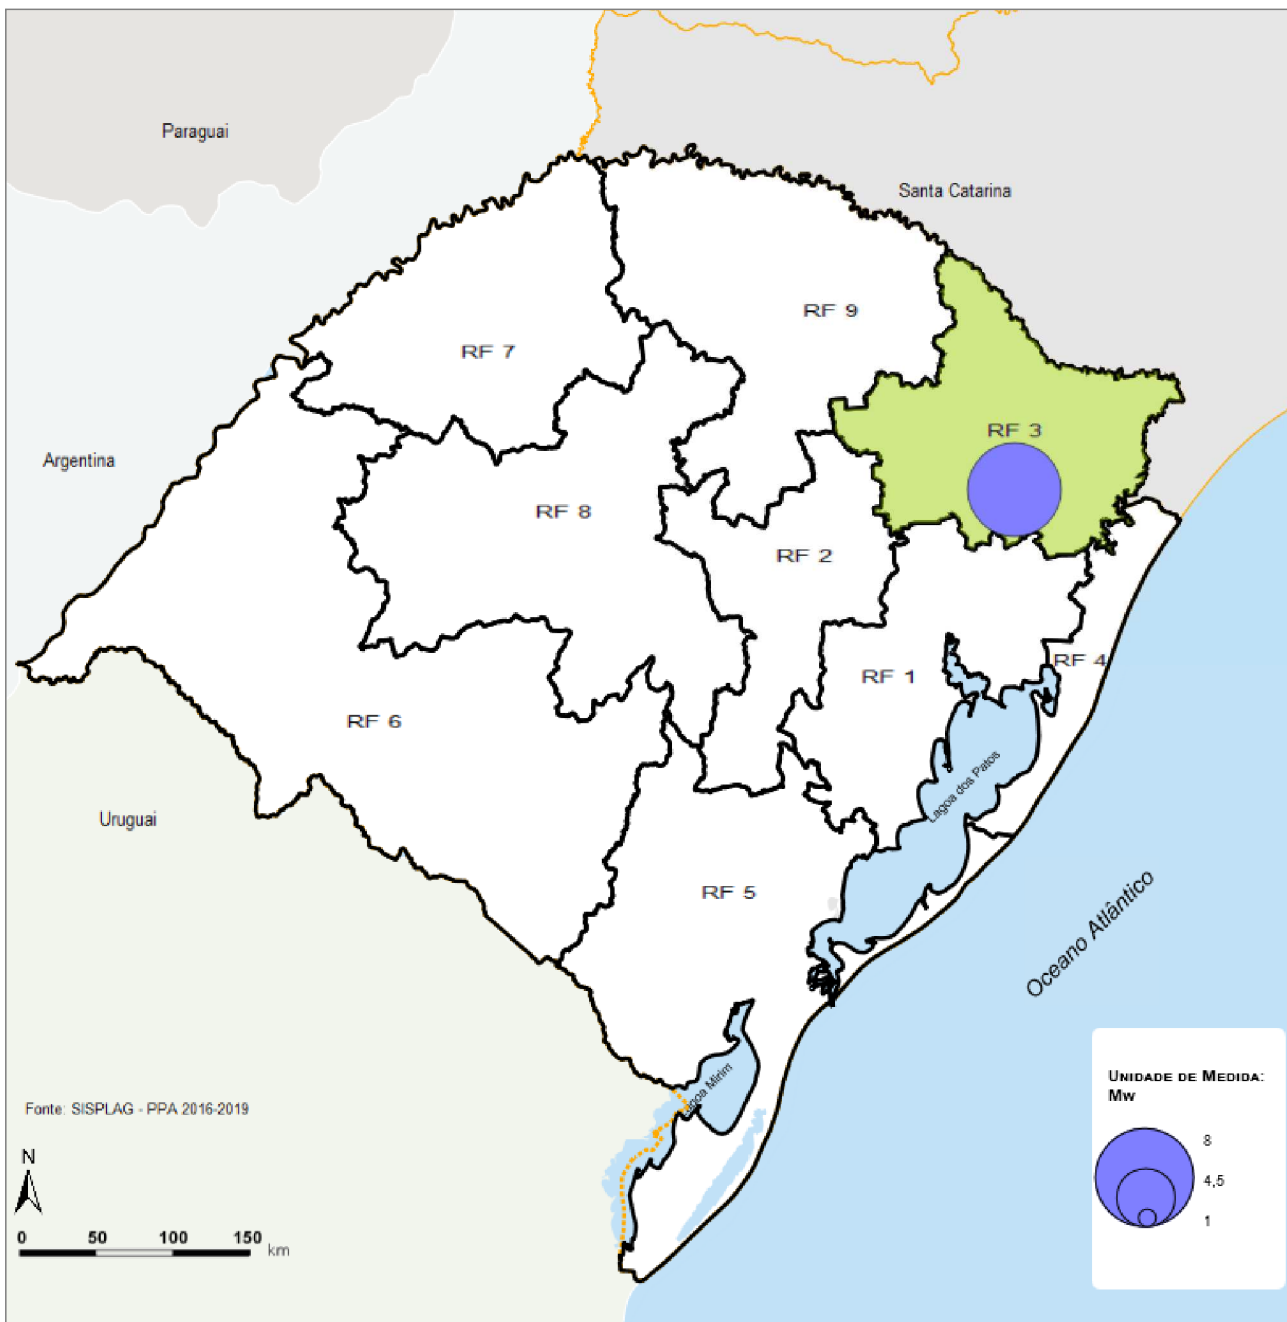 Paraguai
Santa Catarina
RF 9
RF 7
RF 3
Argentina
RF 8
RF 2
RF 4
RF 1
RF 6
Lagoa dos Patos
Uruguai
RF 5
Oceano Atlântico
Lagoa Mirim
UNIDADE DE MEDIDA:
MW
8
4,5
1
Fonte: SISPLAG - PPA 2016-2019
N
0 50 100 150 km